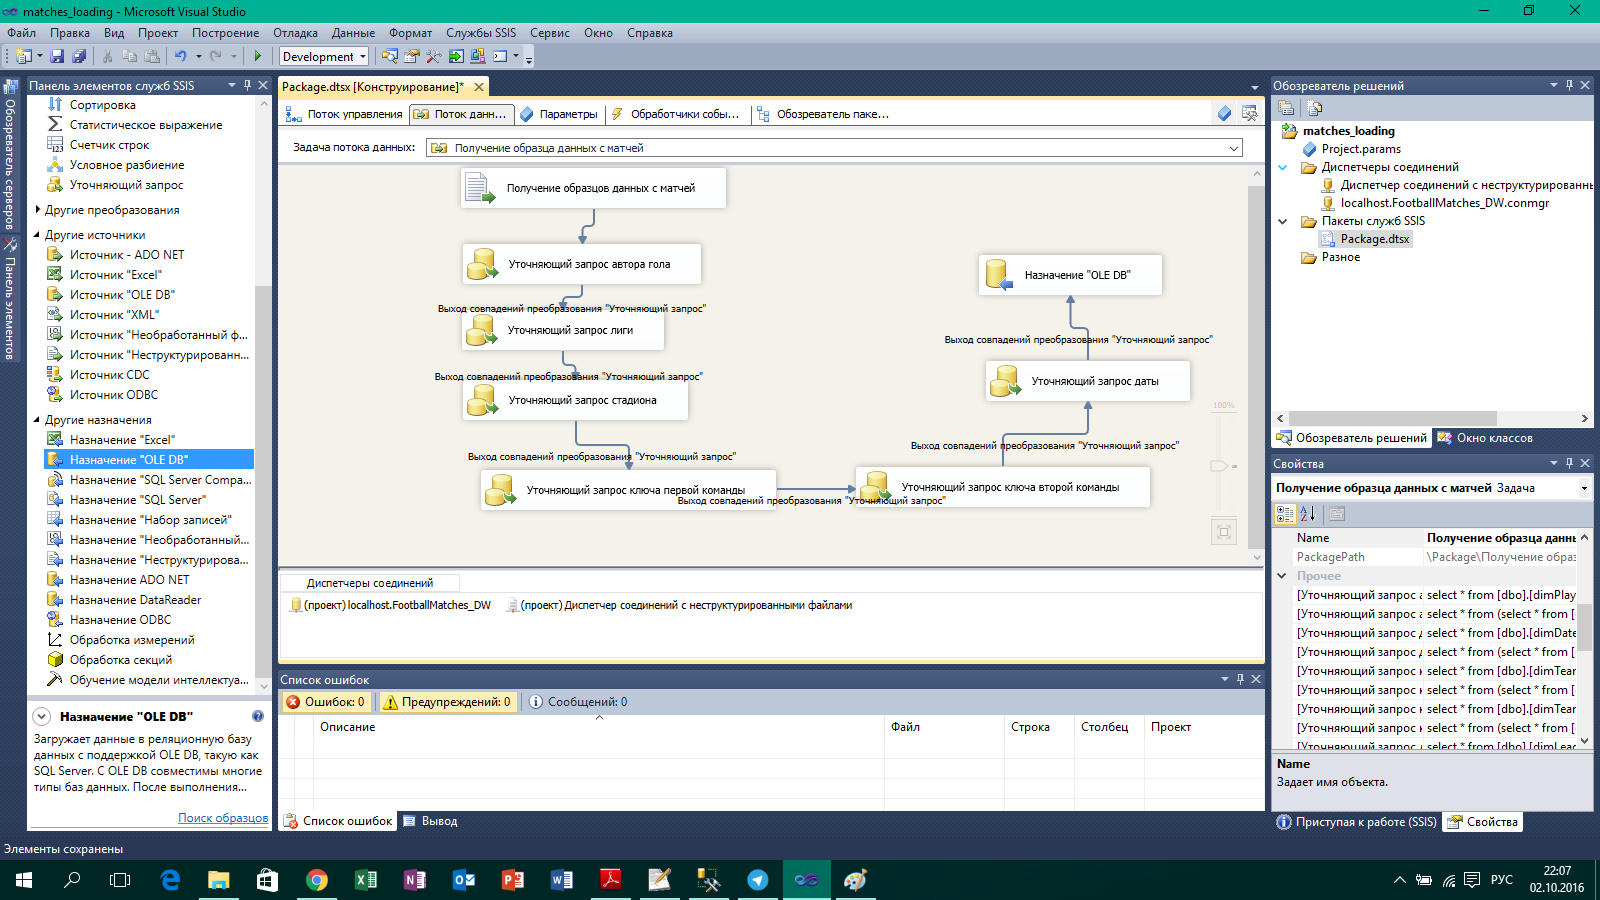 matches_loading - Microsoft Visual Studio
Файл Правка Вид Проект Построение Отладка Данные Формат Службы SSIS Сервис Окно Справка
Development
Обозреватель серверов
Панель элементов
Панель элементов служб SSIS
Сортировка
Статистическое выражение
Счетчик строк
Условное разбиение
Уточняющий запрос
Другие преобразования
Другие источники
Источник - ADO NET
Источник "Excel"
Источник "OLE DB"
Источник "XML"
Источник "Необработанный ф...
Источник "Неструктурированн...
Источник CDC
Источник ODBC
Другие назначения
Назначение "Excel"
Назначение "OLE DB"
Назначение "SQL Server Compa...
Назначение "SQL Server"
Назначение "Набор записей"
Назначение "Необработанный...
Назначение "Неструктурирова...
Назначение ADO NET
Назначение DataReader
Назначение ODBC
Обработка измерений
Обработка секций
Обучение модели интеллектуа...
Назначение "OLE DB"
Загружает данные в реляционную базу
данных с поддержкой OLE DB, такую как
SQL Server. С OLE DB совместимы многие
типы баз данных. После выполнения...
Поиск образцов
Package.dtsx [Конструирование]*
Поток управления Поток данн... Параметры Обработчики собы... Обозреватель паке...
Задача потока данных: Получение образца данных с матчей
Получение образцов данных с матчей
Уточняющий запрос автора гола
Выход совпадений преобразования "Уточняющий запрос"
Уточняющий запрос лиги
Выход совпадений преобразования "Уточняющий запрос"
Уточняющий запрос стадиона
Выход совпадений преобразования "Уточняющий запрос"
Уточняющий запрос ключа первой команды
Выход совпадений преобразования "Уточняющий запрос"
Уточняющий запрос ключа второй команды
Выход совпадений преобразования "Уточняющий запрос"
Уточняющий запрос даты
Выход совпадений преобразования "Уточняющий запрос"
Назначение "OLE DB"
100%
Диспетчеры соединений
(проект) localhost.FootballMatches_DW (проект) Диспетчер соединений с неструктурированными файлами
Список ошибок
Ошибок: 0 Предупреждений: 0 Сообщений: 0
Описание Файл Строка Столбец Проект
Список ошибок Вывод
Обозреватель решений
matches_loading
Project.params
Диспетчеры соединений
Диспетчер соединений с неструктурированны
localhost.FootballMatches_DW.conmgr
Пакеты служб SSIS
Package.dtsx
Разное
Обозреватель решений Окно классов
Свойства
Получение образца данных с матчей Задача
Name Получение образца данн
PackagePath \Package\Получение образ
Прочее
[Уточняющий запрос а select * from [dbo].[dimPlay
[Уточняющий запрос а select * from (select * from [
[Уточняющий запрос д select * from [dbo].[dimDate
[Уточняющий запрос д select * from (select * from [
[Уточняющий запрос к select * from [dbo].[dimTear
[Уточняющий запрос к select * from (select * from [
[Уточняющий запрос к select * from [dbo].[dimTear
[Уточняющий запрос к select * from (select * from [
Name
Задает имя объекта.
Приступая к работе (SSIS) Свойства
Элементы сохранены
РУС
22:07
02.10.2016